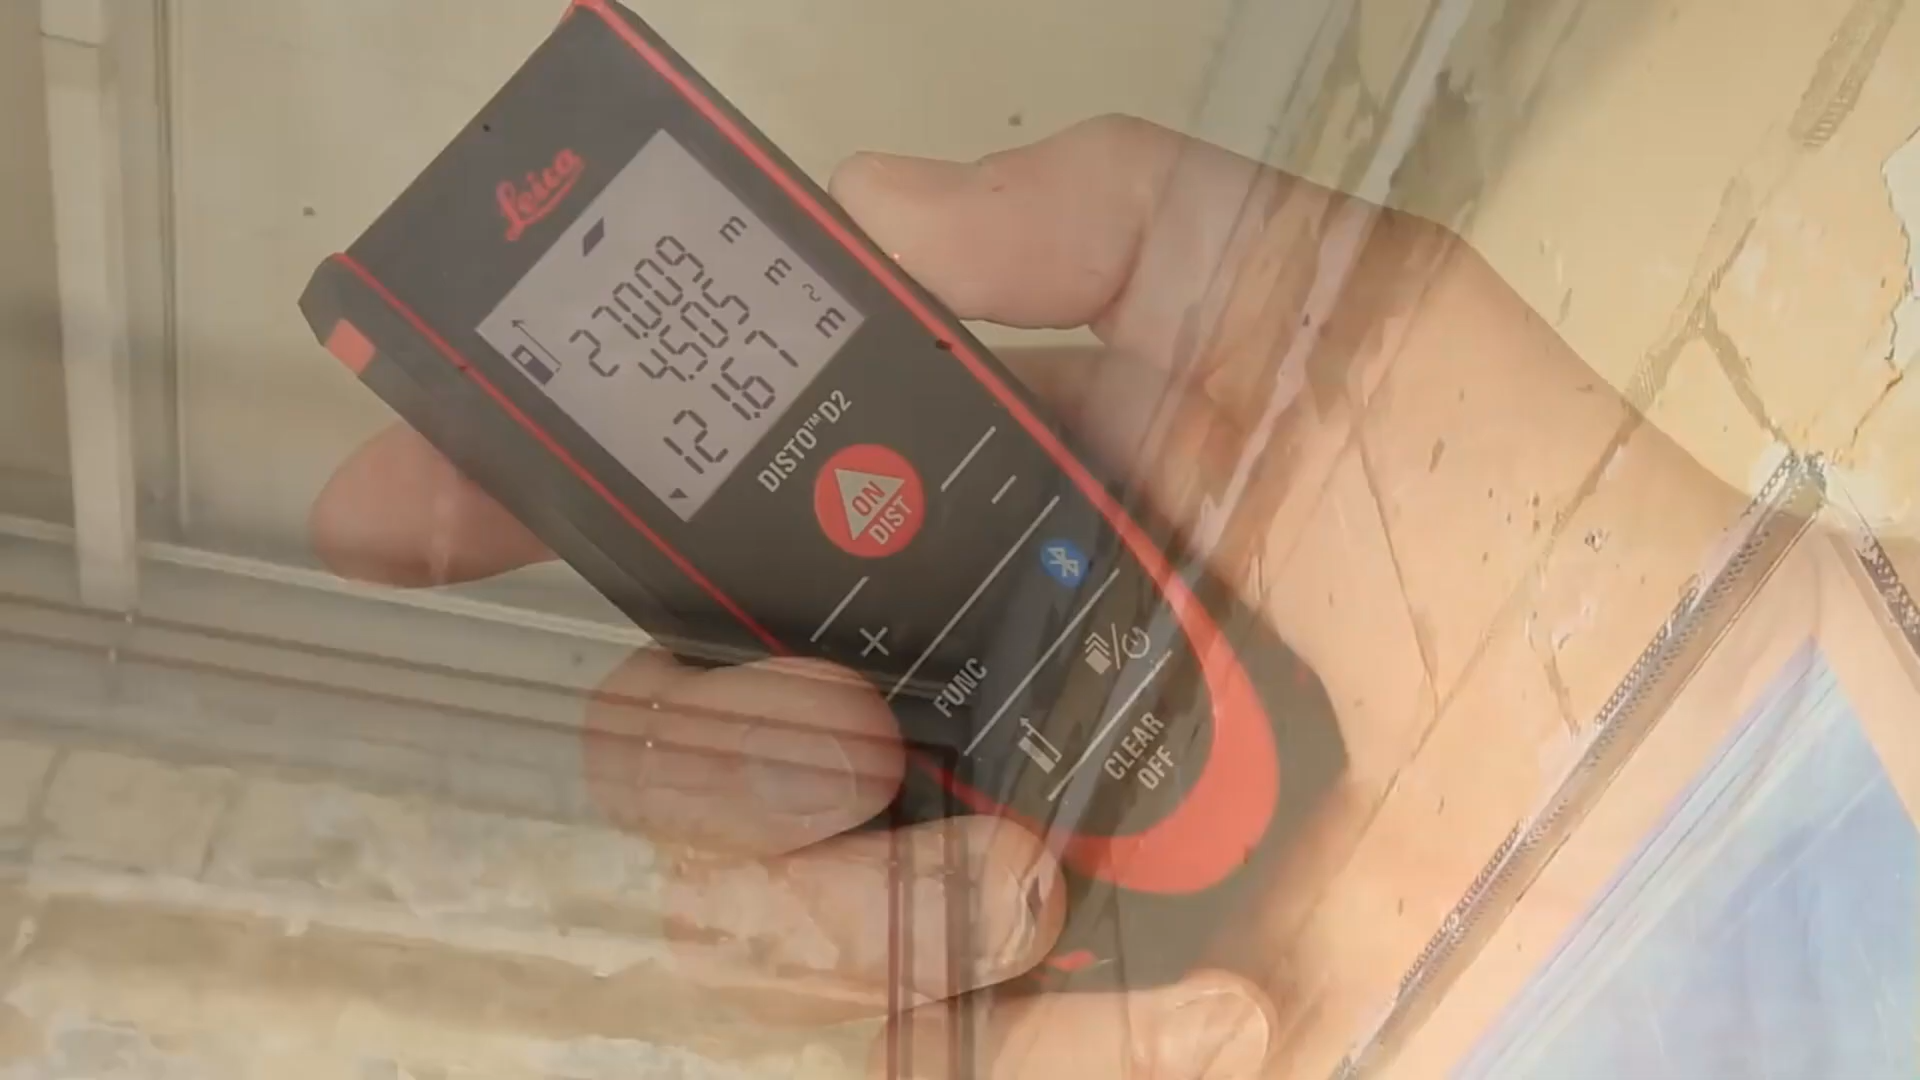 Leica
27.009 m
4.505 m
121.67 m²
DISTO™ D2
ON
DIST
+
−
FUNC
CLEAR
OFF